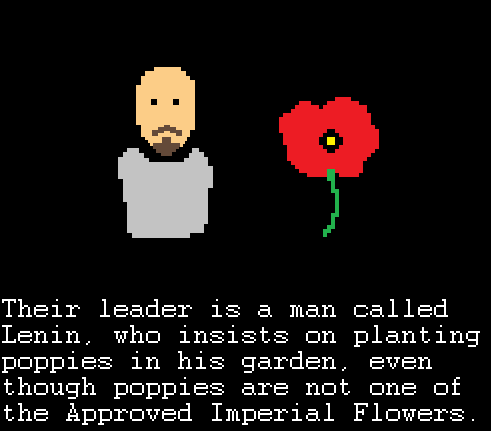 Their leader is a man called
Lenin, who insists on planting
poppies in his garden, even
though poppies are not one of
the Approved Imperial Flowers.